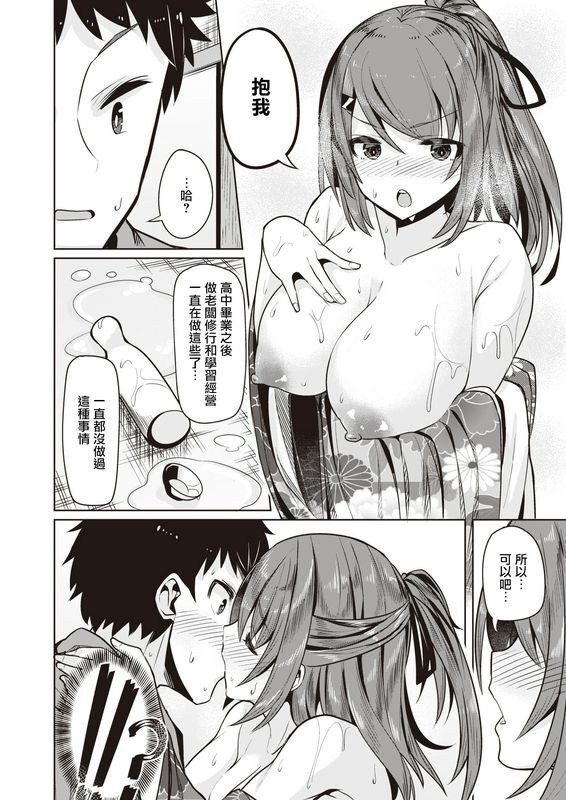 抱我
…哈?
高中畢業之後
做老闆修行和學習經營
一直在做這些了…
一直都沒做過
這種事情
所以…
可以吧…
!!?